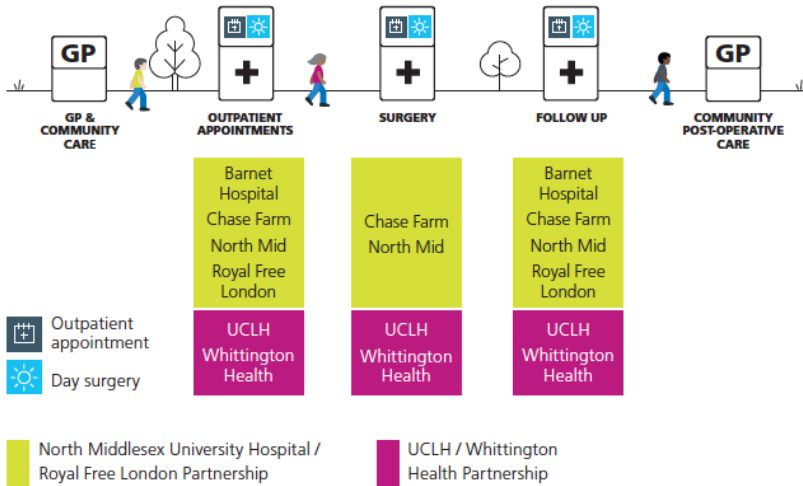 GP
GP
GP &
COMMUNITY
CARE
OUTPATIENT
APPOINTMENTS
SURGERY
FOLLOW UP
COMMUNITY
POST-OPERATIVE
CARE
Barnet
Hospital
Chase Farm
North Mid
Royal Free
London
UCLH
Whittington
Health
Chase Farm
North Mid
UCLH
Whittington
Health
Barnet
Hospital
Chase Farm
North Mid
Royal Free
London
UCLH
Whittington
Health
Outpatient
appointment
Day surgery
North Middlesex University Hospital /
Royal Free London Partnership
UCLH / Whittington
Health Partnership